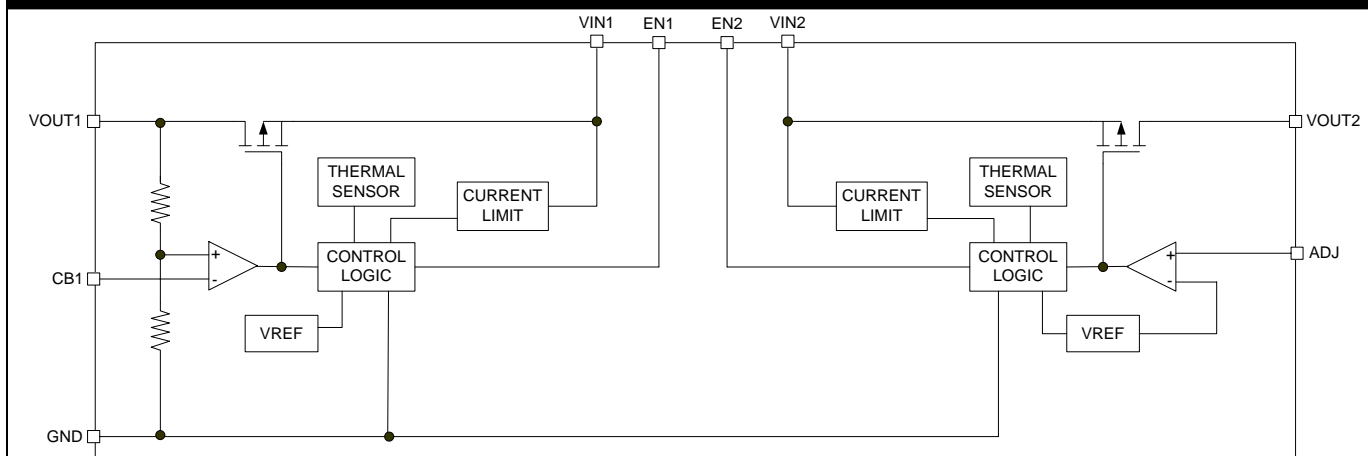 VIN1 EN1 EN2 VIN2
VOUT1 VOUT2
THERMAL
SENSOR
CURRENT
LIMIT
CURRENT
LIMIT
THERMAL
SENSOR
CONTROL
LOGIC
+
-
CONTROL
LOGIC
+
-
ADJ
CB1
VREF
VREF
GND